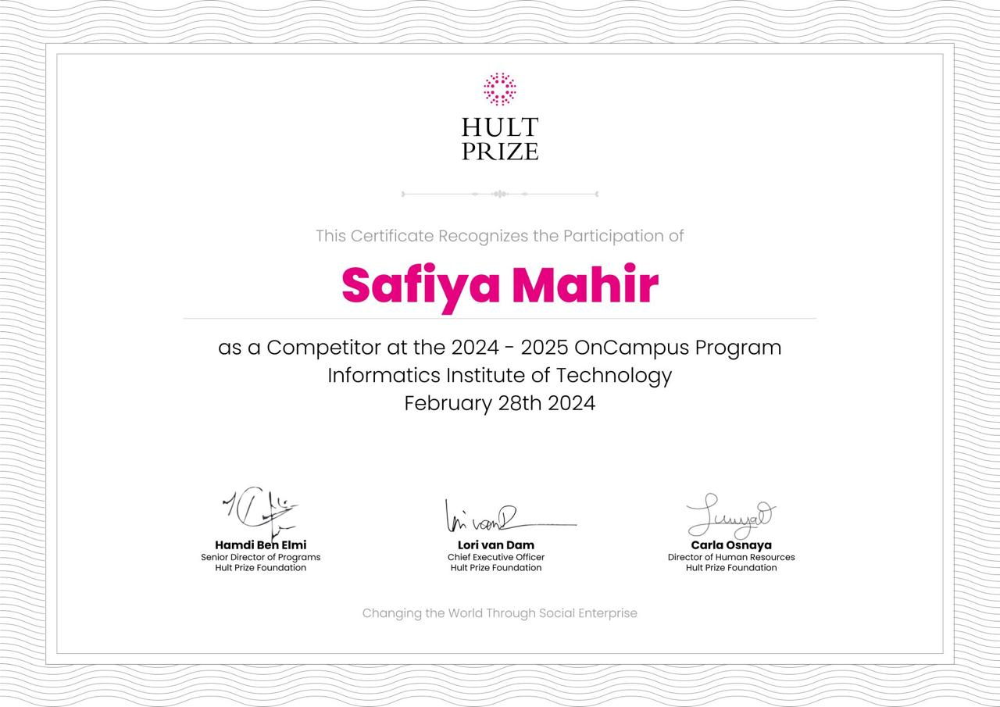 HULT
PRIZE
This Certificate Recognizes the Participation of
Safiya Mahir
as a Competitor at the 2024 - 2025 OnCampus Program
Informatics Institute of Technology
February 28th 2024
Hamdi Ben Elmi
Senior Director of Programs
Hult Prize Foundation
Lori van Dam
Chief Executive Officer
Hult Prize Foundation
Carla Osnaya
Director of Human Resources
Hult Prize Foundation
Changing the World Through Social Enterprise